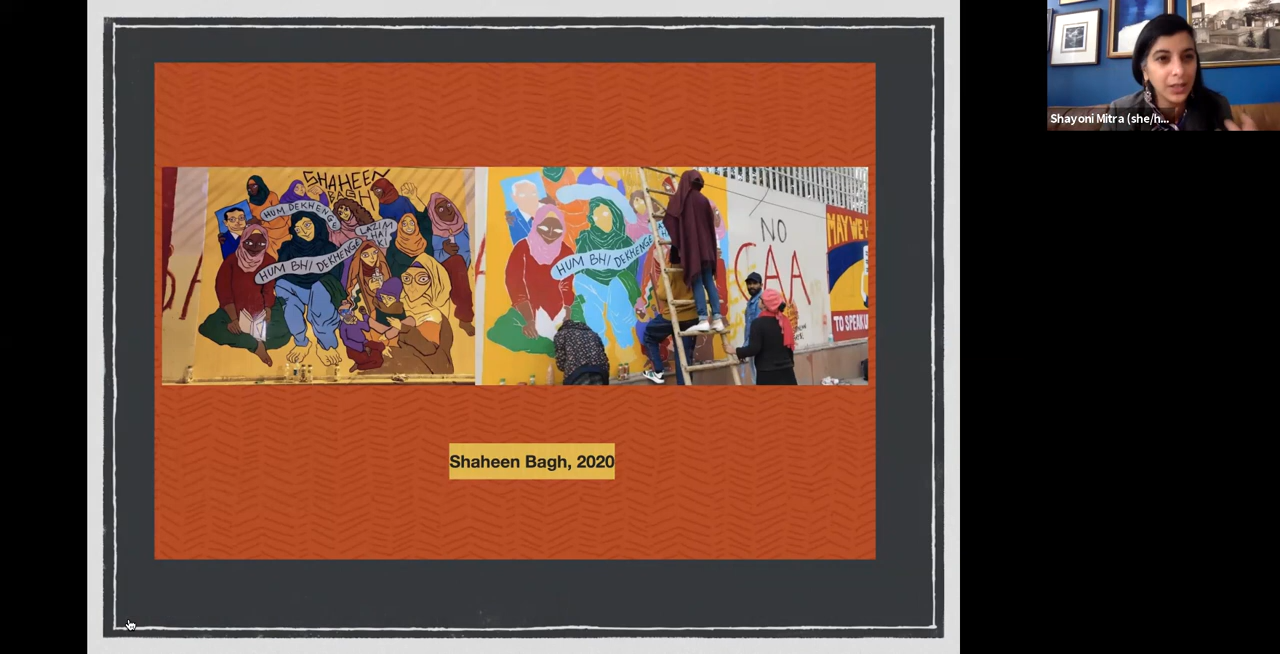 SHAHEEN
BAGH
HUM DEKHENGE
LAZIM
HAI KI
HUM BHI DEKHENGE
HUM BHI DEKHENGE
NO
CAA
MAY WE
TO SPEAK
Shaheen Bagh, 2020
Shayoni Mitra (she/h...